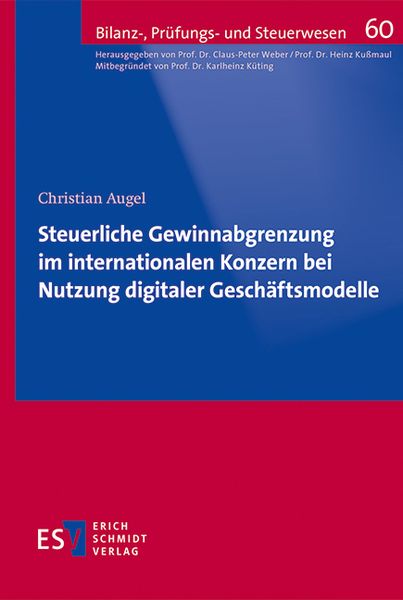 Bilanz-, Prüfungs- und Steuerwesen 60
Herausgegeben von Prof. Dr. Claus-Peter Weber / Prof. Dr. Heinz Kußmaul
Mitbegründet von Prof. Dr. Karlheinz Küting
Christian Augel
Steuerliche Gewinnabgrenzung
im internationalen Konzern bei
Nutzung digitaler Geschäftsmodelle
ESV
ERICH
SCHMIDT
VERLAG